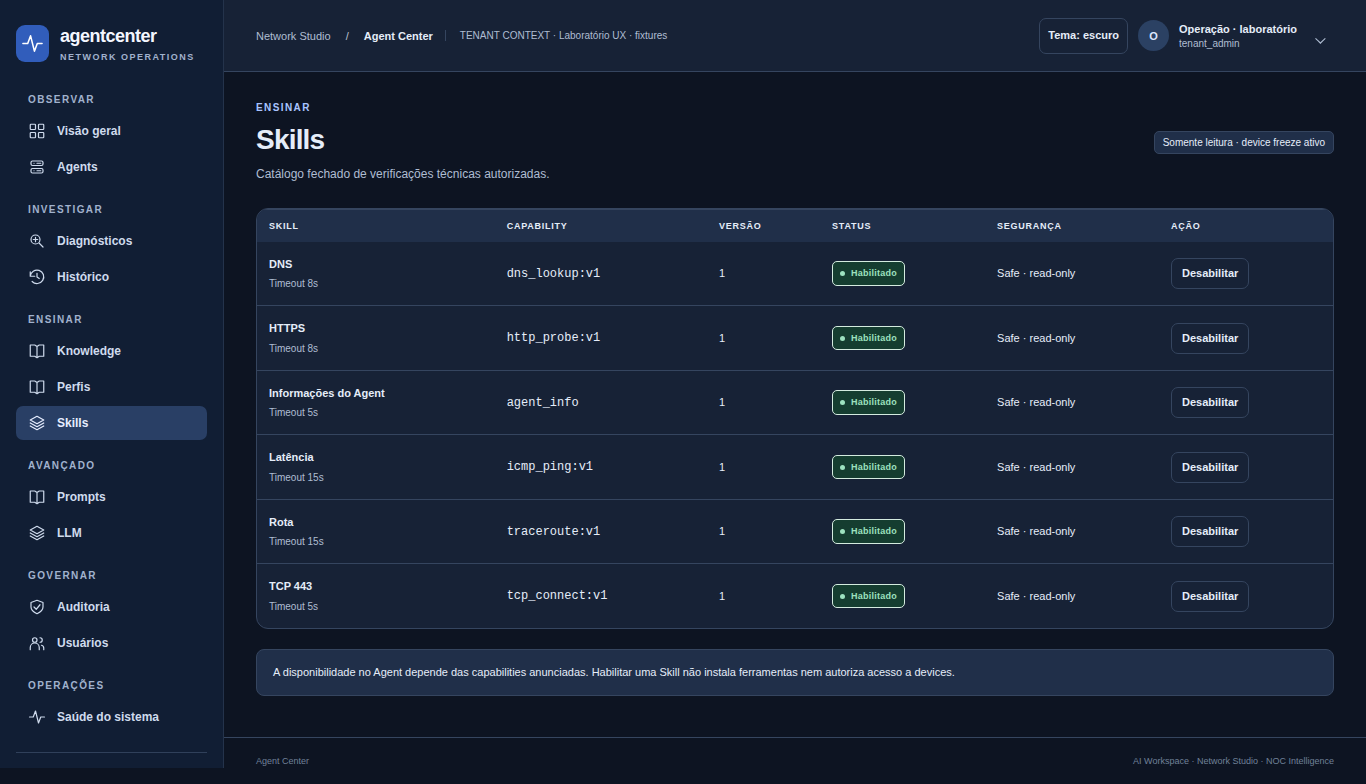 agentcenter
NETWORK OPERATIONS
OBSERVAR
Visão geral
Agents
INVESTIGAR
Diagnósticos
Histórico
ENSINAR
Knowledge
Perfis
Skills
AVANÇADO
Prompts
LLM
GOVERNAR
Auditoria
Usuários
OPERAÇÕES
Saúde do sistema
Network Studio / Agent Center TENANT CONTEXT · Laboratório UX · fixtures
Tema: escuro
O
Operação · laboratório
tenant_admin
ENSINAR
Skills
Catálogo fechado de verificações técnicas autorizadas.
Somente leitura · device freeze ativo
SKILL CAPABILITY VERSÃO STATUS SEGURANÇA AÇÃO
DNS
Timeout 8s
dns_lookup:v1 1 Habilitado Safe · read-only Desabilitar
HTTPS
Timeout 8s
http_probe:v1 1 Habilitado Safe · read-only Desabilitar
Informações do Agent
Timeout 5s
agent_info 1 Habilitado Safe · read-only Desabilitar
Latência
Timeout 15s
icmp_ping:v1 1 Habilitado Safe · read-only Desabilitar
Rota
Timeout 15s
traceroute:v1 1 Habilitado Safe · read-only Desabilitar
TCP 443
Timeout 5s
tcp_connect:v1 1 Habilitado Safe · read-only Desabilitar
A disponibilidade no Agent depende das capabilities anunciadas. Habilitar uma Skill não instala ferramentas nem autoriza acesso a devices.
Agent Center
AI Workspace · Network Studio · NOC Intelligence